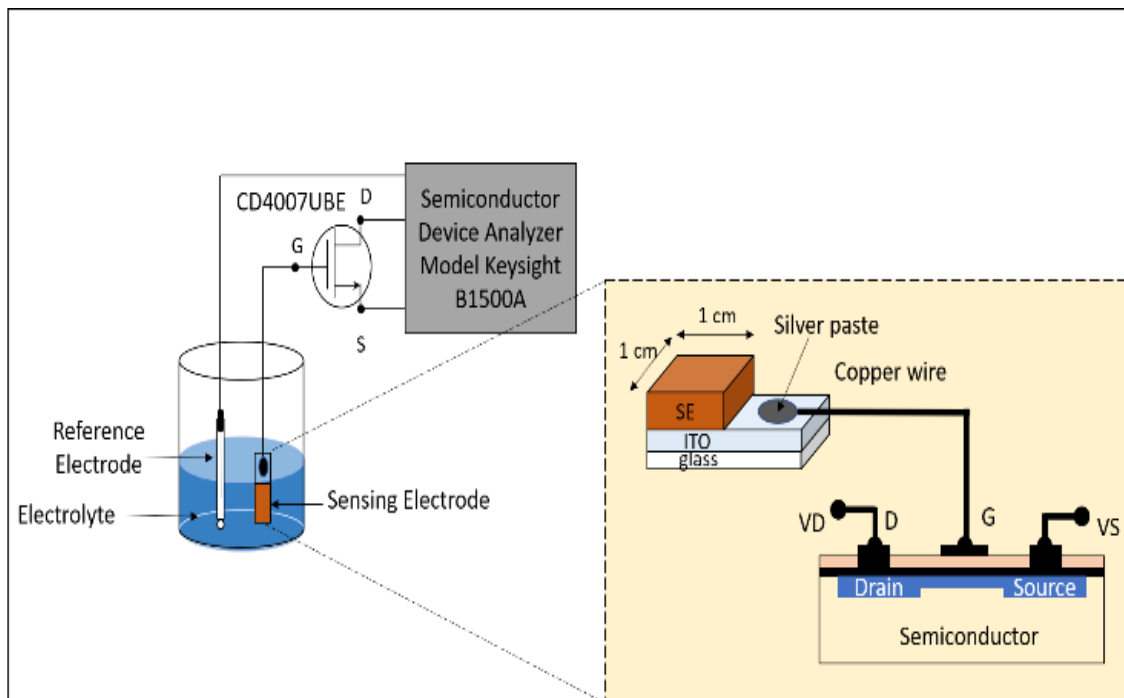 CD4007UBE
D
G
S
Semiconductor
Device Analyzer
Model Keysight
B1500A
Reference
Electrode
Electrolyte
Sensing Electrode
1 cm
1 cm
Silver paste
Copper wire
SE
ITO
glass
VD
D
G
VS
Drain
Source
Semiconductor